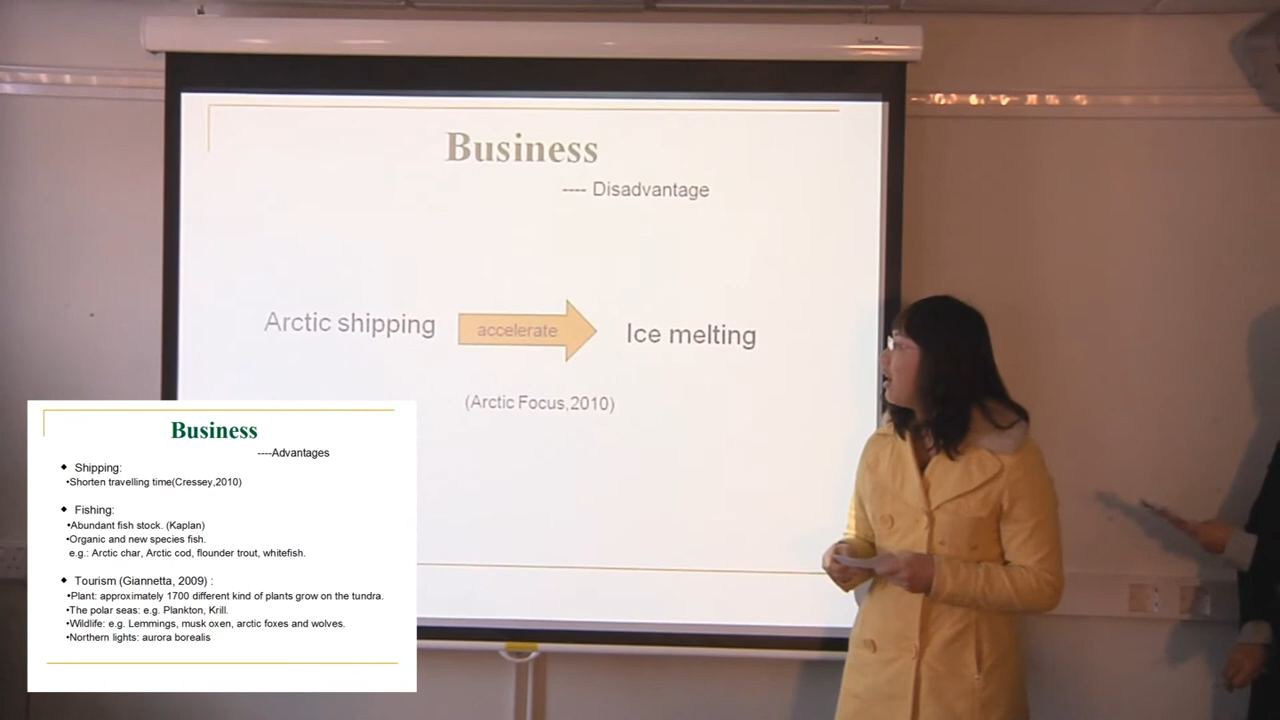 Business
---- Disadvantage
Arctic shipping
accelerate
Ice melting
(Arctic Focus,2010)
Business
----Advantages
◆ Shipping:
•Shorten travelling time(Cressey,2010)
◆ Fishing:
•Abundant fish stock. (Kaplan)
•Organic and new species fish.
e.g.: Arctic char, Arctic cod, flounder trout, whitefish.
◆ Tourism (Giannetta, 2009) :
•Plant: approximately 1700 different kind of plants grow on the tundra.
•The polar seas: e.g. Plankton, Krill.
•Wildlife: e.g. Lemmings, musk oxen, arctic foxes and wolves.
•Northern lights: aurora borealis